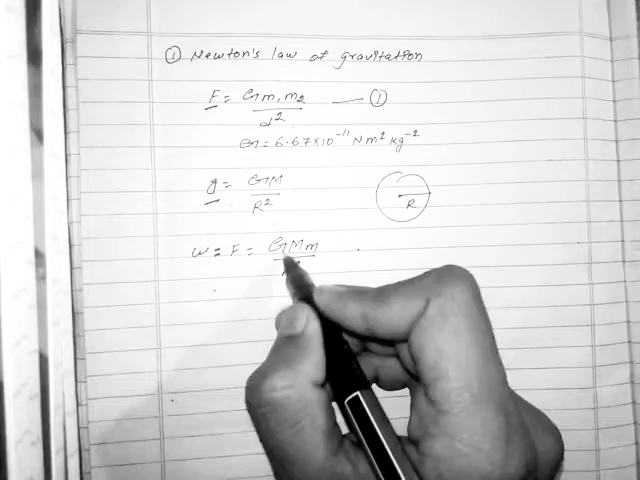 ① Newton's law of gravitation
F = Gm₁m₂ / d² — ①
G = 6.67×10⁻¹¹ Nm² kg⁻²
g = GM / R²
R
w = F = GMm